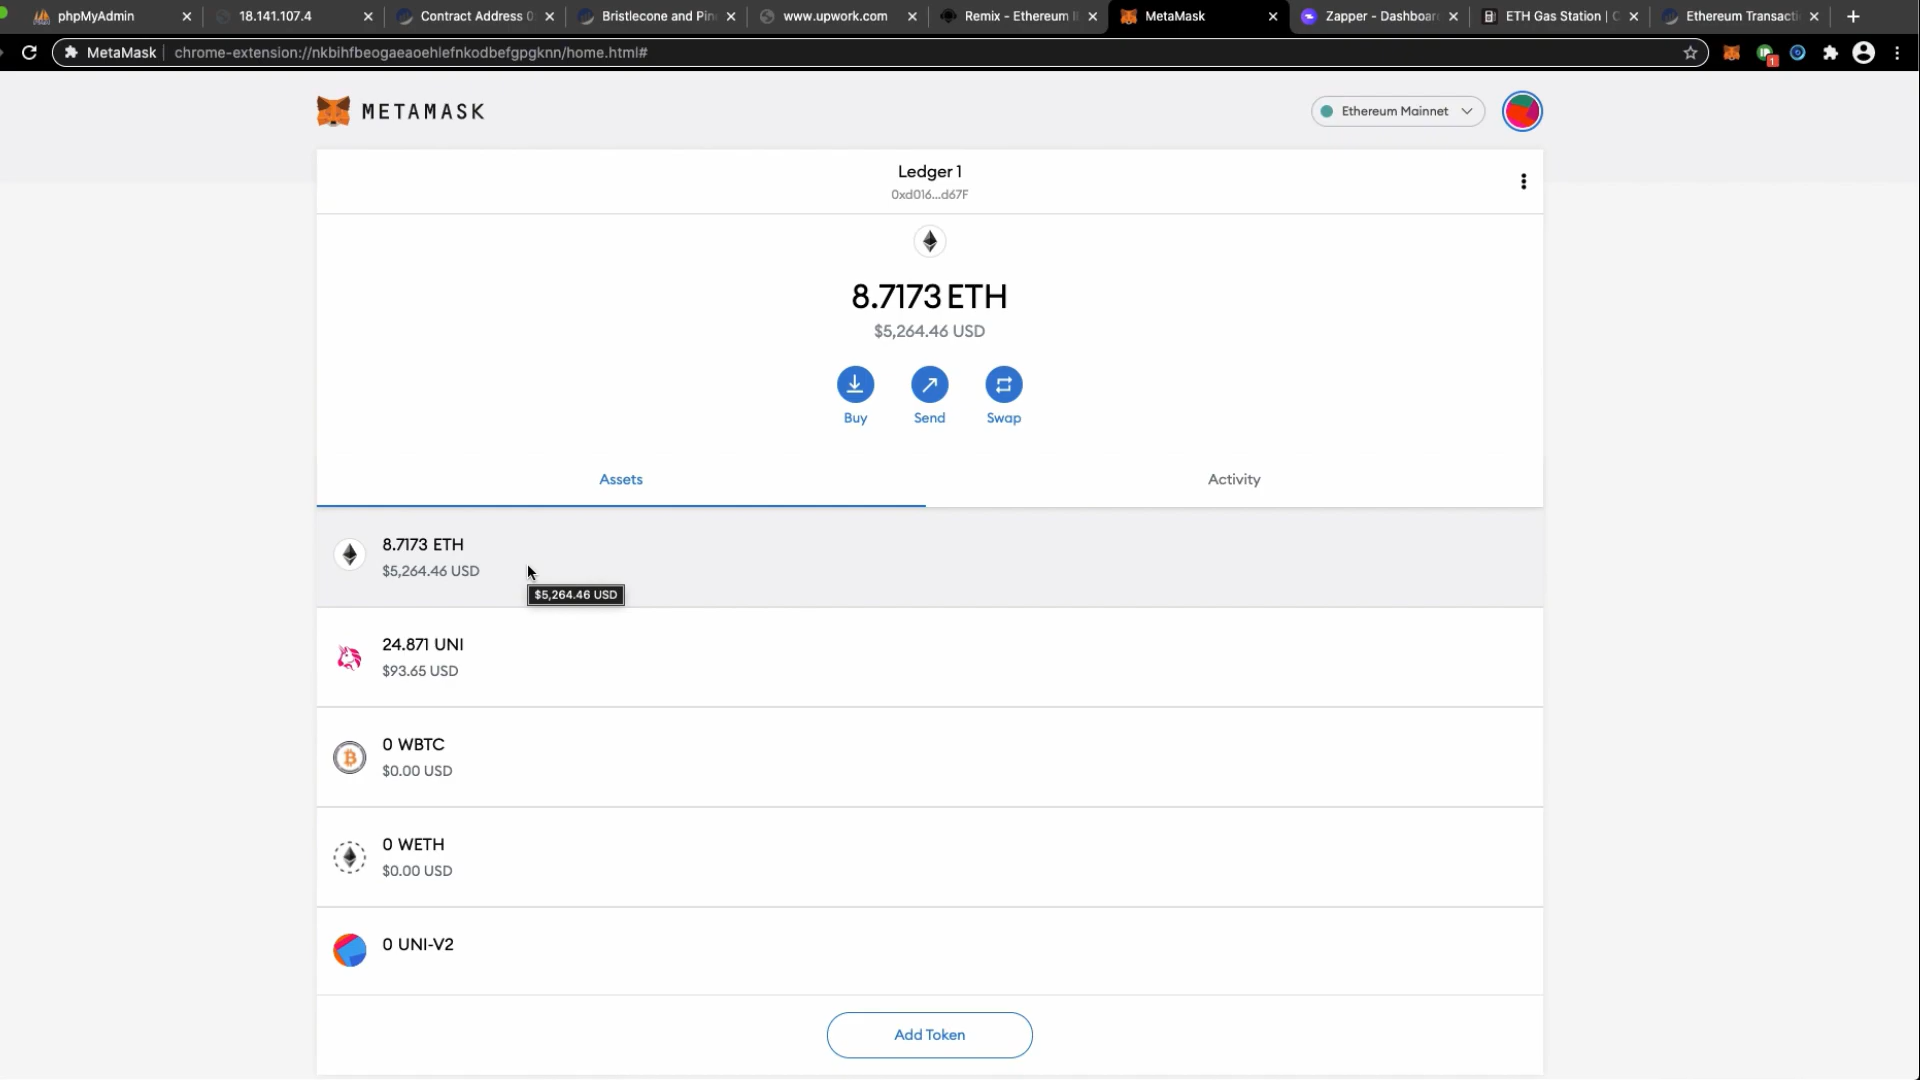 phpMyAdmin
18.141.107.4
Contract Address 0
Bristlecone and Pin
www.upwork.com
Remix - Ethereum I
MetaMask
Zapper - Dashboar
ETH Gas Station | C
Ethereum Transacti
MetaMask
chrome-extension://nkbihfbeogaeaoehlefnkodbefgpgknn/home.html#
1
METAMASK
Ethereum Mainnet
Ledger 1
0xd016...d67F
8.7173 ETH
$5,264.46 USD
Buy
Send
Swap
Assets
Activity
8.7173 ETH
$5,264.46 USD
$5,264.46 USD
24.871 UNI
$93.65 USD
0 WBTC
$0.00 USD
0 WETH
$0.00 USD
0 UNI-V2
Add Token